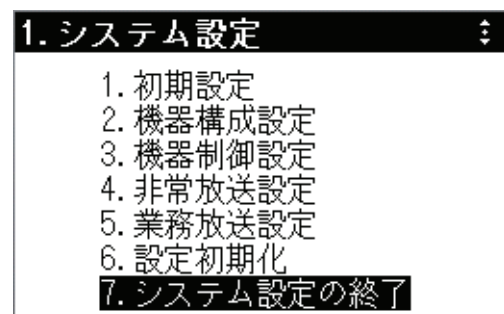 1. システム設定
1. 初期設定
2. 機器構成設定
3. 機器制御設定
4. 非常放送設定
5. 業務放送設定
6. 設定初期化
7. システム設定の終了